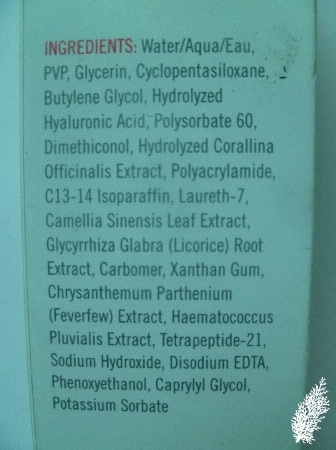 INGREDIENTS: Water/Aqua/Eau,
PVP, Glycerin, Cyclopentasiloxane,
Butylene Glycol, Hydrolyzed
Hyaluronic Acid, Polysorbate 60,
Dimethiconol, Hydrolyzed Corallina
Officinalis Extract, Polyacrylamide,
C13-14 Isoparaffin, Laureth-7,
Camellia Sinensis Leaf Extract,
Glycyrrhiza Glabra (Licorice) Root
Extract, Carbomer, Xanthan Gum,
Chrysanthemum Parthenium
(Feverfew) Extract, Haematococcus
Pluvialis Extract, Tetrapeptide-21,
Sodium Hydroxide, Disodium EDTA,
Phenoxyethanol, Caprylyl Glycol,
Potassium Sorbate